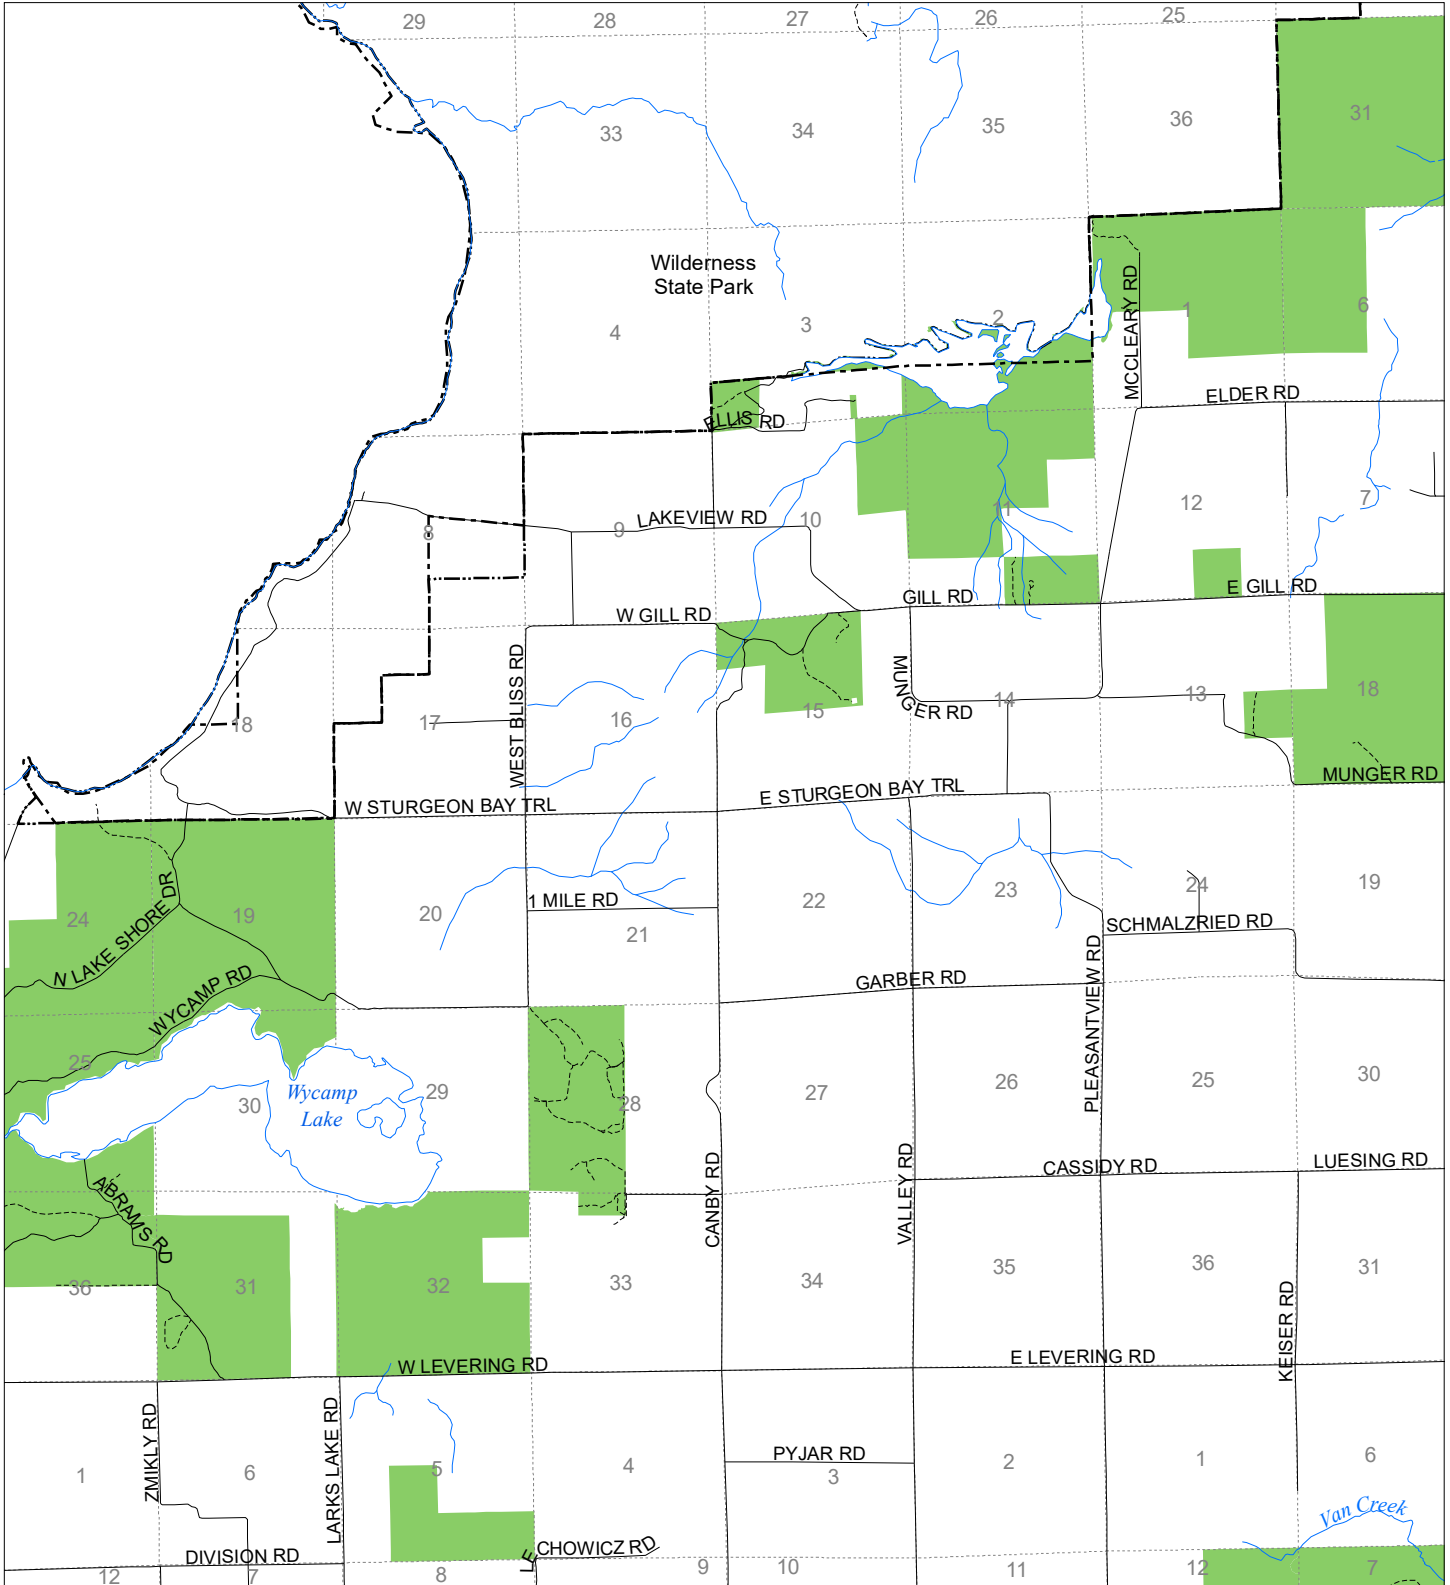 29
28
27
26
25
33
34
35
36
31
Wilderness
State Park
4
3
2
1
6
MCCLEARY RD
ELDER RD
ELLIS RD
8
9
LAKEVIEW RD
10
11
12
7
W GILL RD
GILL RD
E GILL RD
WEST BLISS RD
MUNGER RD
18
17
16
15
14
13
18
MUNGER RD
W STURGEON BAY TRL
E STURGEON BAY TRL
24
N LAKE SHORE DR
19
20
1 MILE RD
21
22
23
24
19
SCHMALZRIED RD
WYCAMP RD
GARBER RD
PLEASANTVIEW RD
25
30
Wycamp
Lake
29
28
27
26
25
30
ABRAMS RD
CANBY RD
VALLEY RD
CASSIDY RD
LUESING RD
36
31
32
33
34
35
36
31
KEISER RD
W LEVERING RD
E LEVERING RD
ZMIKLY RD
LARKS LAKE RD
1
6
5
4
PYJAR RD
3
2
1
6
Van Creek
DIVISION RD
LE CHOWICZ RD
12
7
8
9
10
11
12
7